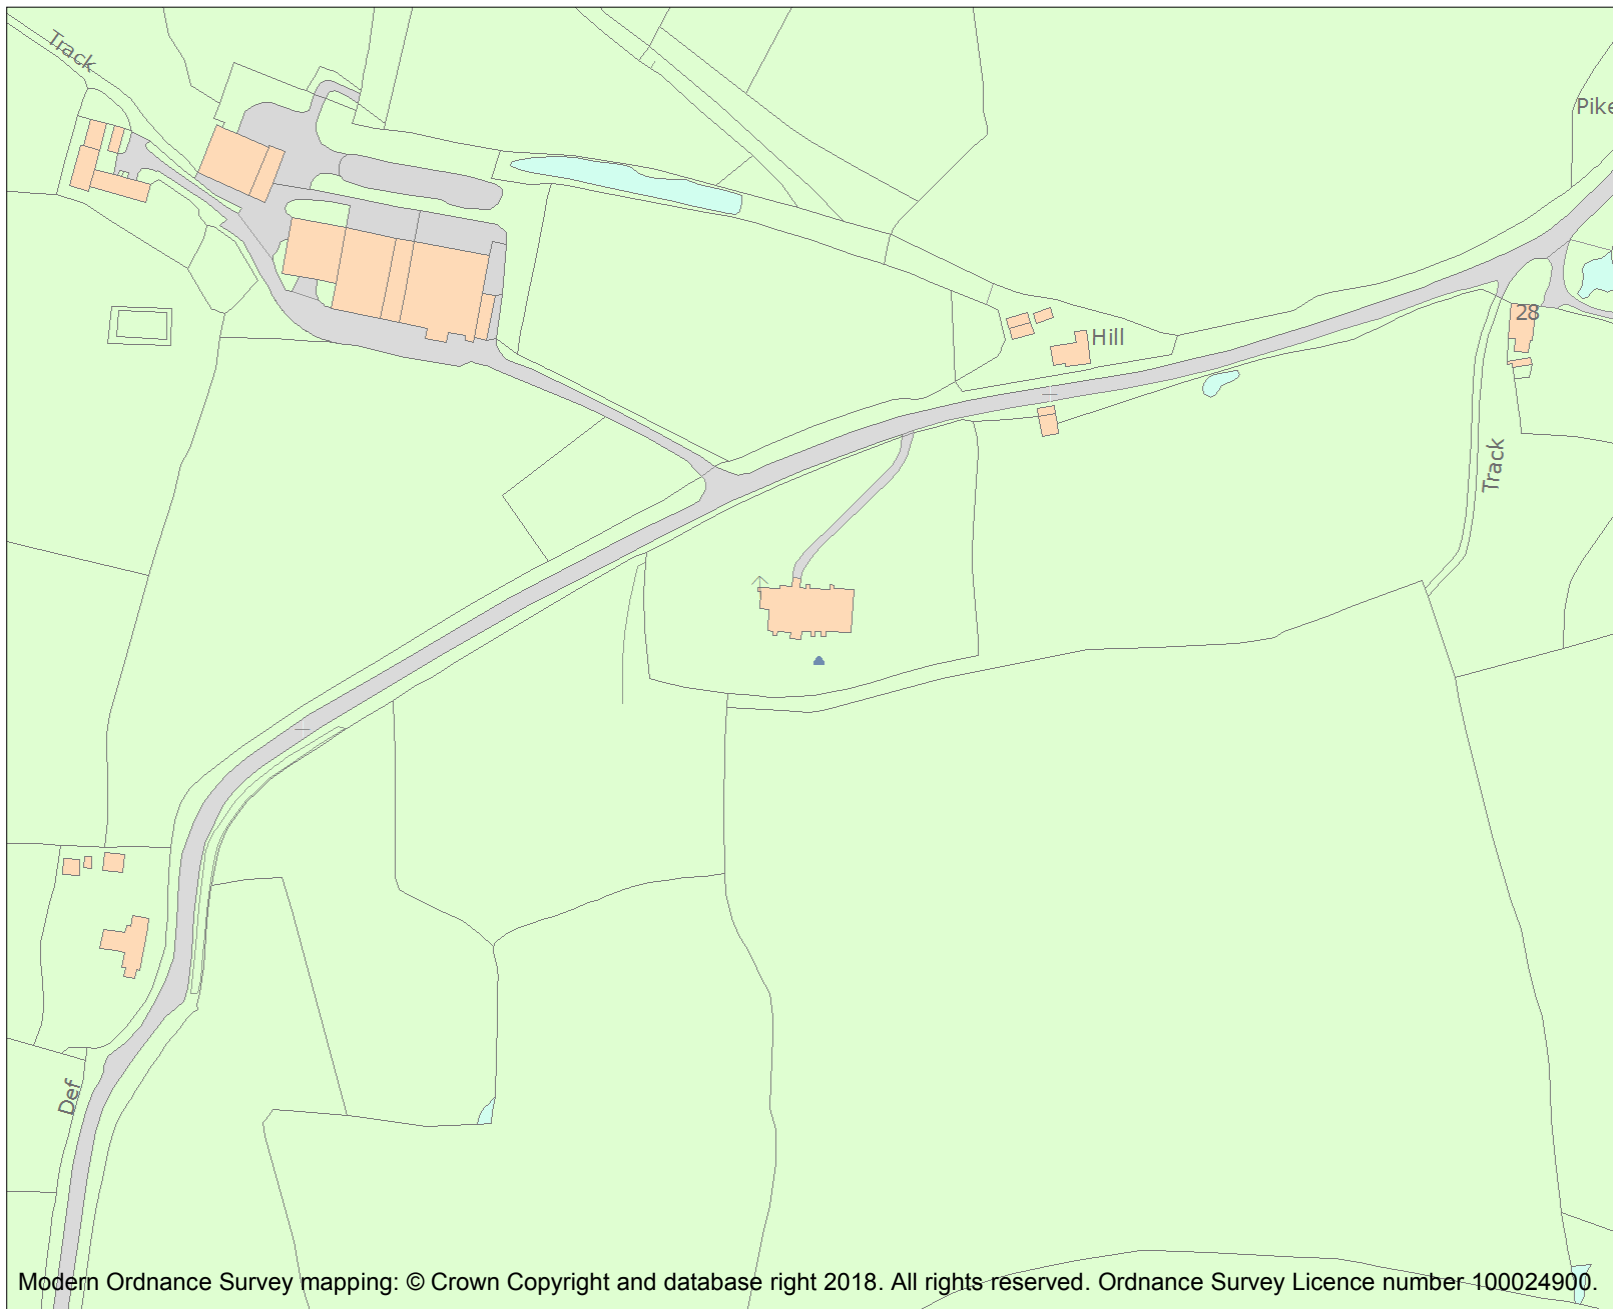 Track
Pike
28
Hill
Track
Def
Modern Ordnance Survey mapping: © Crown Copyright and database right 2018. All rights reserved. Ordnance Survey Licence number 100024900.